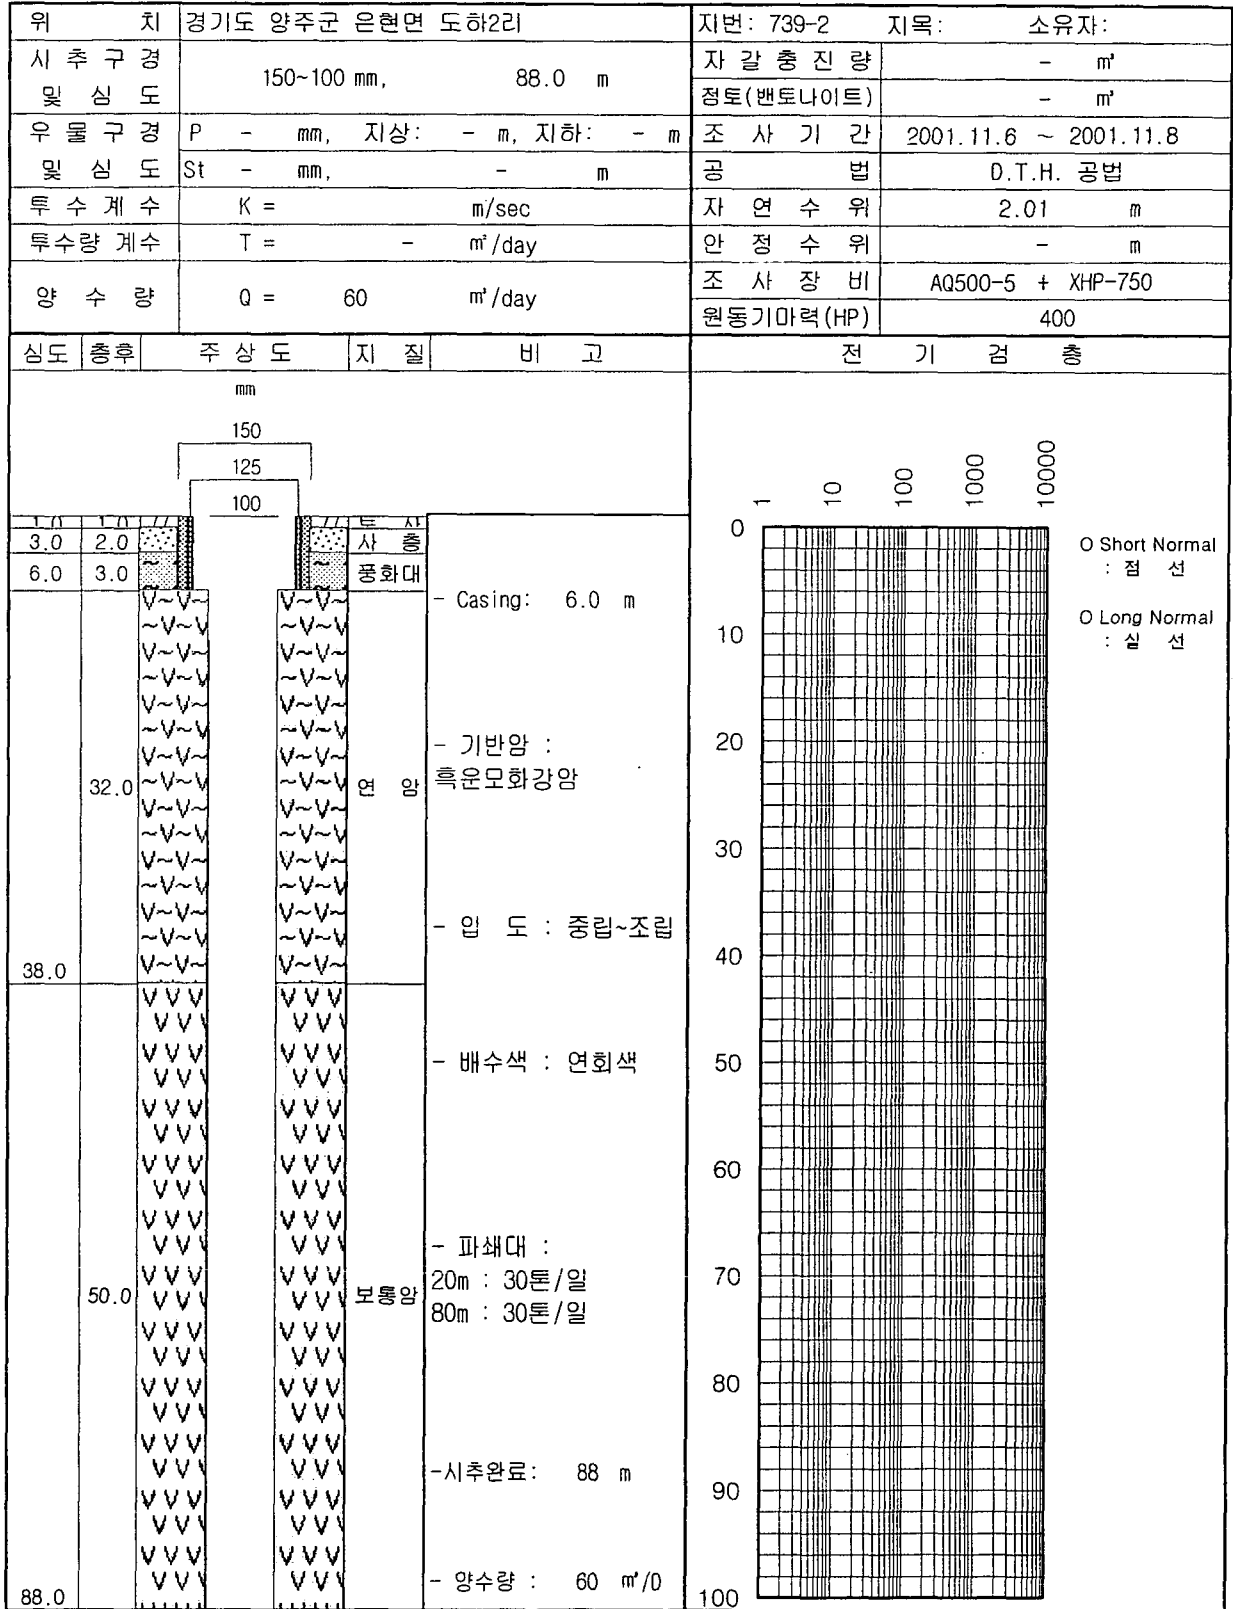 위 치 경기도 양주군 은현면 도하2리 지번: 739-2 지목: 소유자:
시 추 구 경 및 심 도 150~100 mm, 88.0 m
자 갈 충 진 량 - ㎥
점토(밴토나이트) - ㎥
우 물 구 경 및 심 도 P - mm, 지상: - m, 지하: - m
St - mm, - m
조 사 기 간 2001.11.6 ~ 2001.11.8
공 법 D.T.H. 공법
투 수 계 수 K = m/sec
자 연 수 위 2.01 m
투수량 계수 T = - ㎡/day
안 정 수 위 - m
양 수 량 Q = 60 ㎥/day
조 사 장 비 AQ500-5 + XHP-750
원동기마력(HP) 400
심도 층후 주 상 도 지 질 비 고 전 기 검 층
mm
150
125
100
1.0 1.0
3.0 2.0 사 층
6.0 3.0 풍화대
- Casing: 6.0 m
- 기반암 :
흑운모화강암
32.0 연 암
- 입 도 : 중립~조립
38.0
- 배수색 : 연회색
- 파쇄대 :
20m : 30톤/일
80m : 30톤/일
50.0 보통암
-시추완료: 88 m
- 양수량 : 60 ㎥/D
88.0
1 10 100 1000 10000
0
10
20
30
40
50
60
70
80
90
100
O Short Normal
: 점 선
O Long Normal
: 실 선